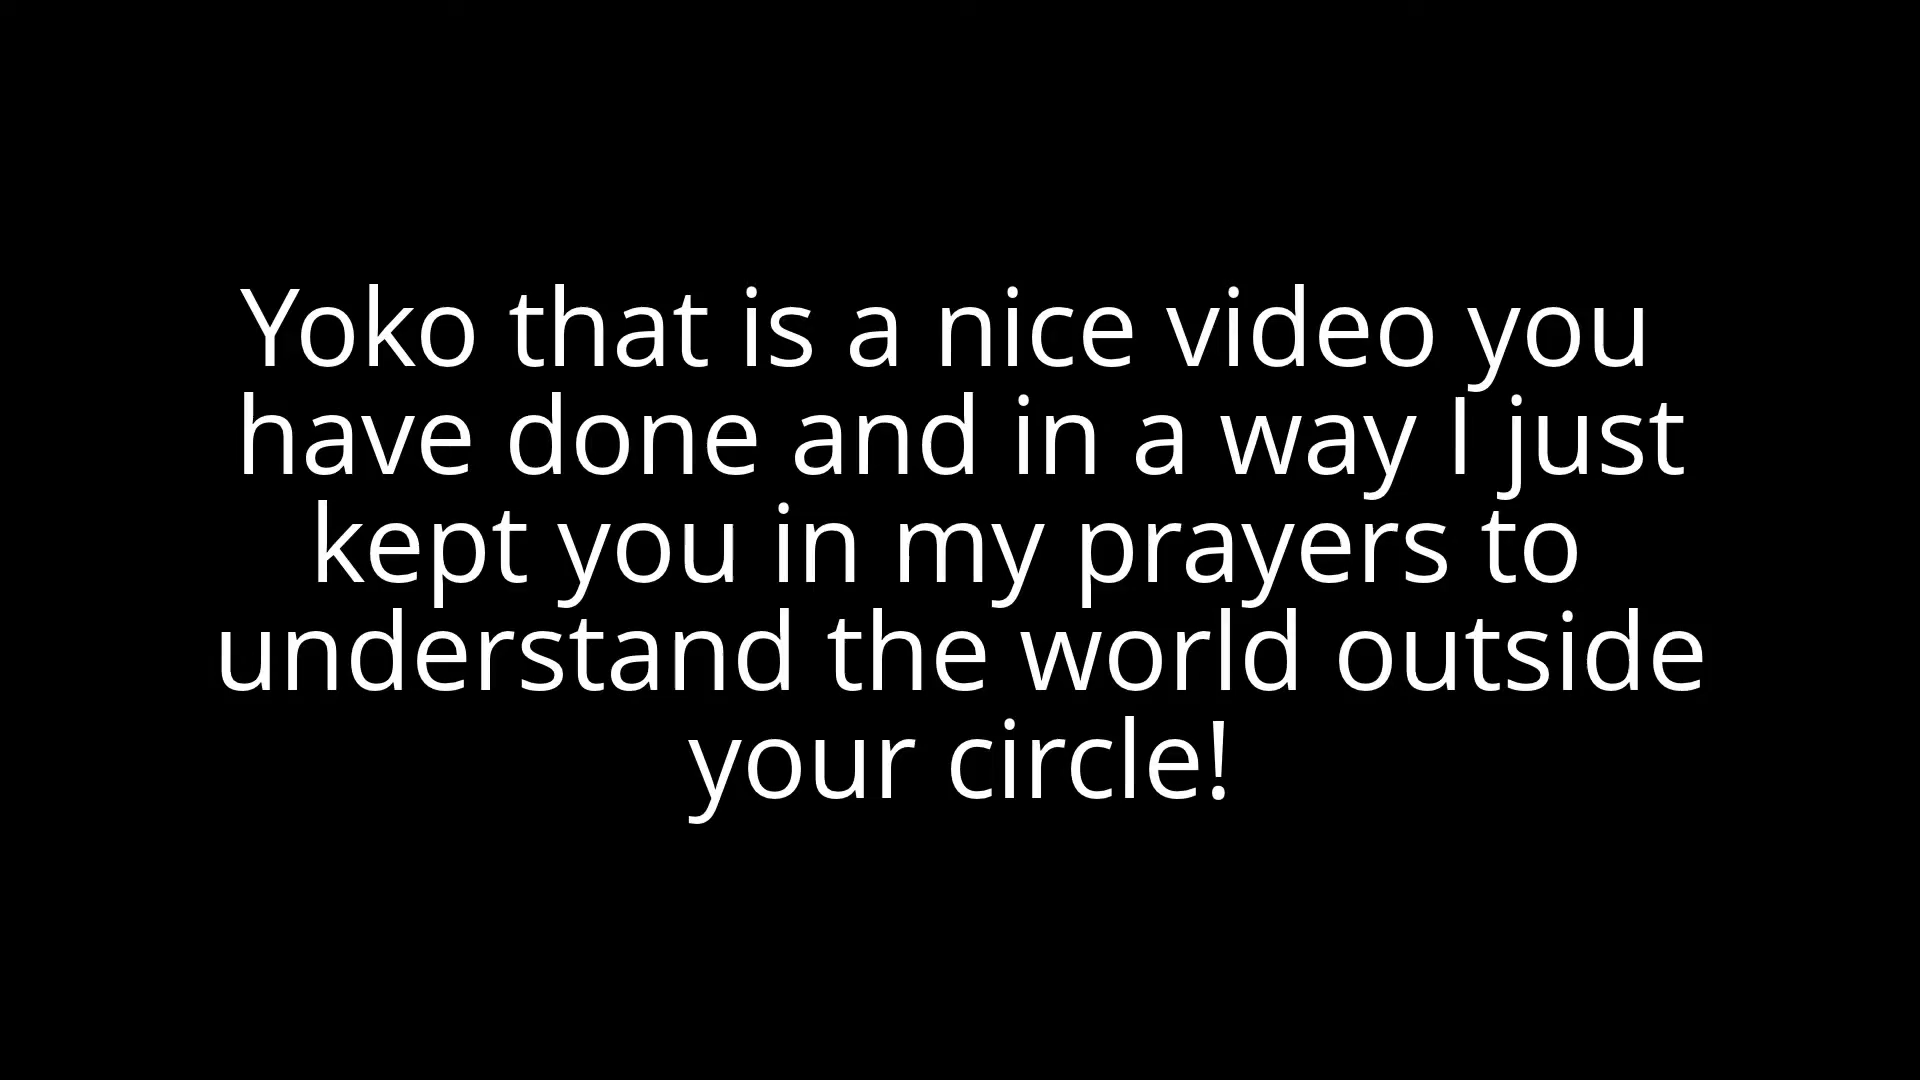 Yoko that is a nice video you
have done and in a way I just
kept you in my prayers to
understand the world outside
your circle!